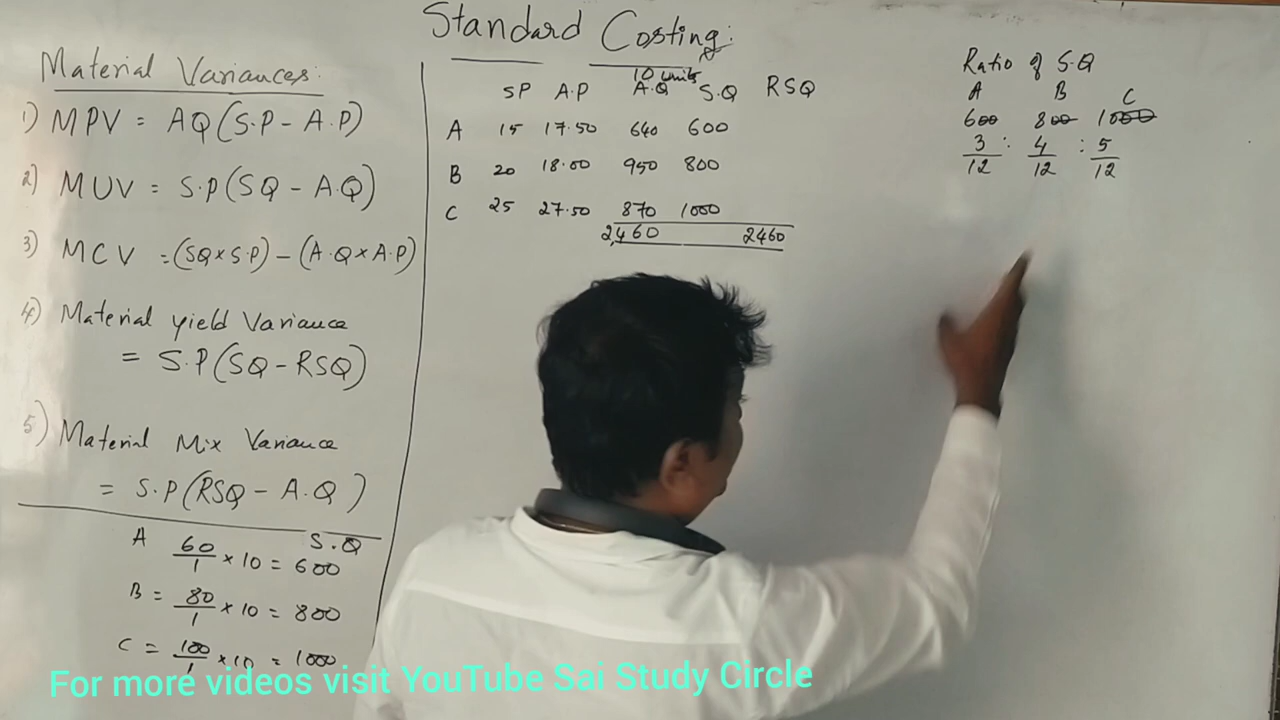 Standard Costing:
Material Variances:
1) MPV = AQ(S.P - A.P)
2) MUV = S.P(SQ - A.Q)
3) MCV = (SQ×S.P) - (A.Q×A.P)
4) Material yield Variance
= S.P(SQ - RSQ)
5) Material Mix Variance
= S.P(RSQ - A.Q)
S.Q
A 60/1 × 10 = 600
B = 80/1 × 10 = 800
C = 100/1 × 10 = 1000
10 units
SP A.P A.Q S.Q RSQ
A 15 17.50 640 600
B 20 18.00 950 800
C 25 27.50 870 1000
2,460 2460
Ratio of S.Q
A B C
600 800 1000
3/12 : 4/12 : 5/12
For more videos visit YouTube Sai Study Circle